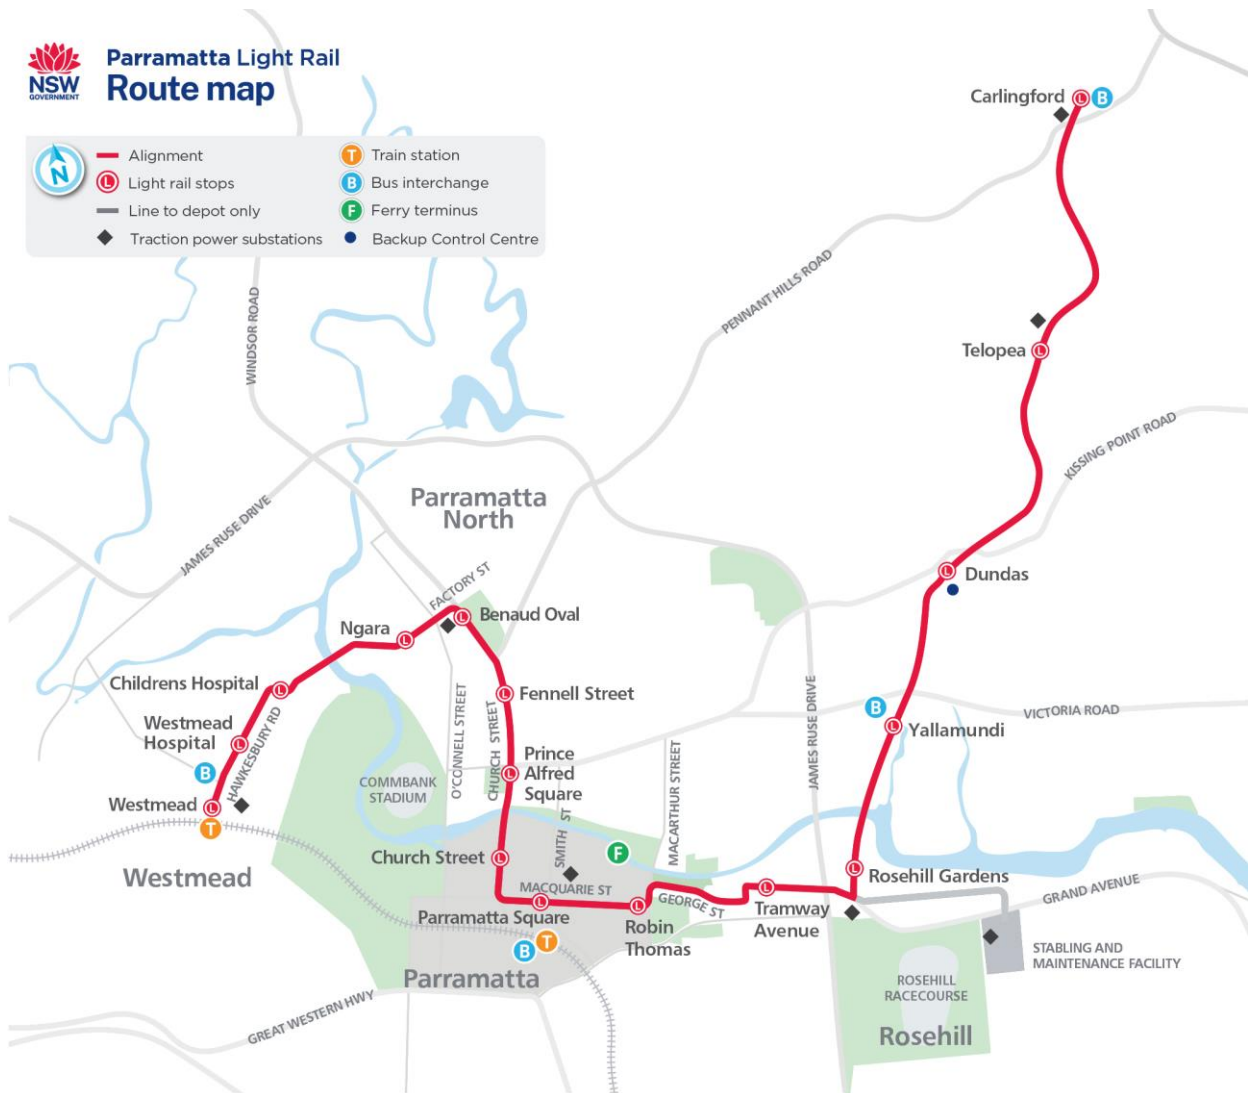 NSW
GOVERNMENT
Parramatta Light Rail
Route map
N
Alignment
L Light rail stops
Line to depot only
Traction power substations
T Train station
B Bus interchange
F Ferry terminus
Backup Control Centre
Carlingford
L
B
WINDSOR ROAD
PENNANT HILLS ROAD
Telopea
L
KISSING POINT ROAD
JAMES RUSE DRIVE
Parramatta
North
FACTORY ST
L
Dundas
Ngara
L
L
Benaud Oval
Childrens Hospital
L
L
Fennell Street
O'CONNELL STREET
CHURCH STREET
JAMES RUSE DRIVE
VICTORIA ROAD
B
L
Yallamundi
Westmead
Hospital
L
HAWKESBURY RD
B
Westmead
L
T
Westmead
COMMBANK
STADIUM
L
Prince
Alfred
Square
SMITH ST
MACARTHUR STREET
Church Street
L
F
MACQUARIE ST
L
Parramatta Square
B
T
Parramatta
L
Robin
Thomas
GEORGE ST
L
Tramway
Avenue
L
Rosehill Gardens
GRAND AVENUE
STABLING AND
MAINTENANCE FACILITY
ROSEHILL
RACECOURSE
Rosehill
GREAT WESTERN HWY